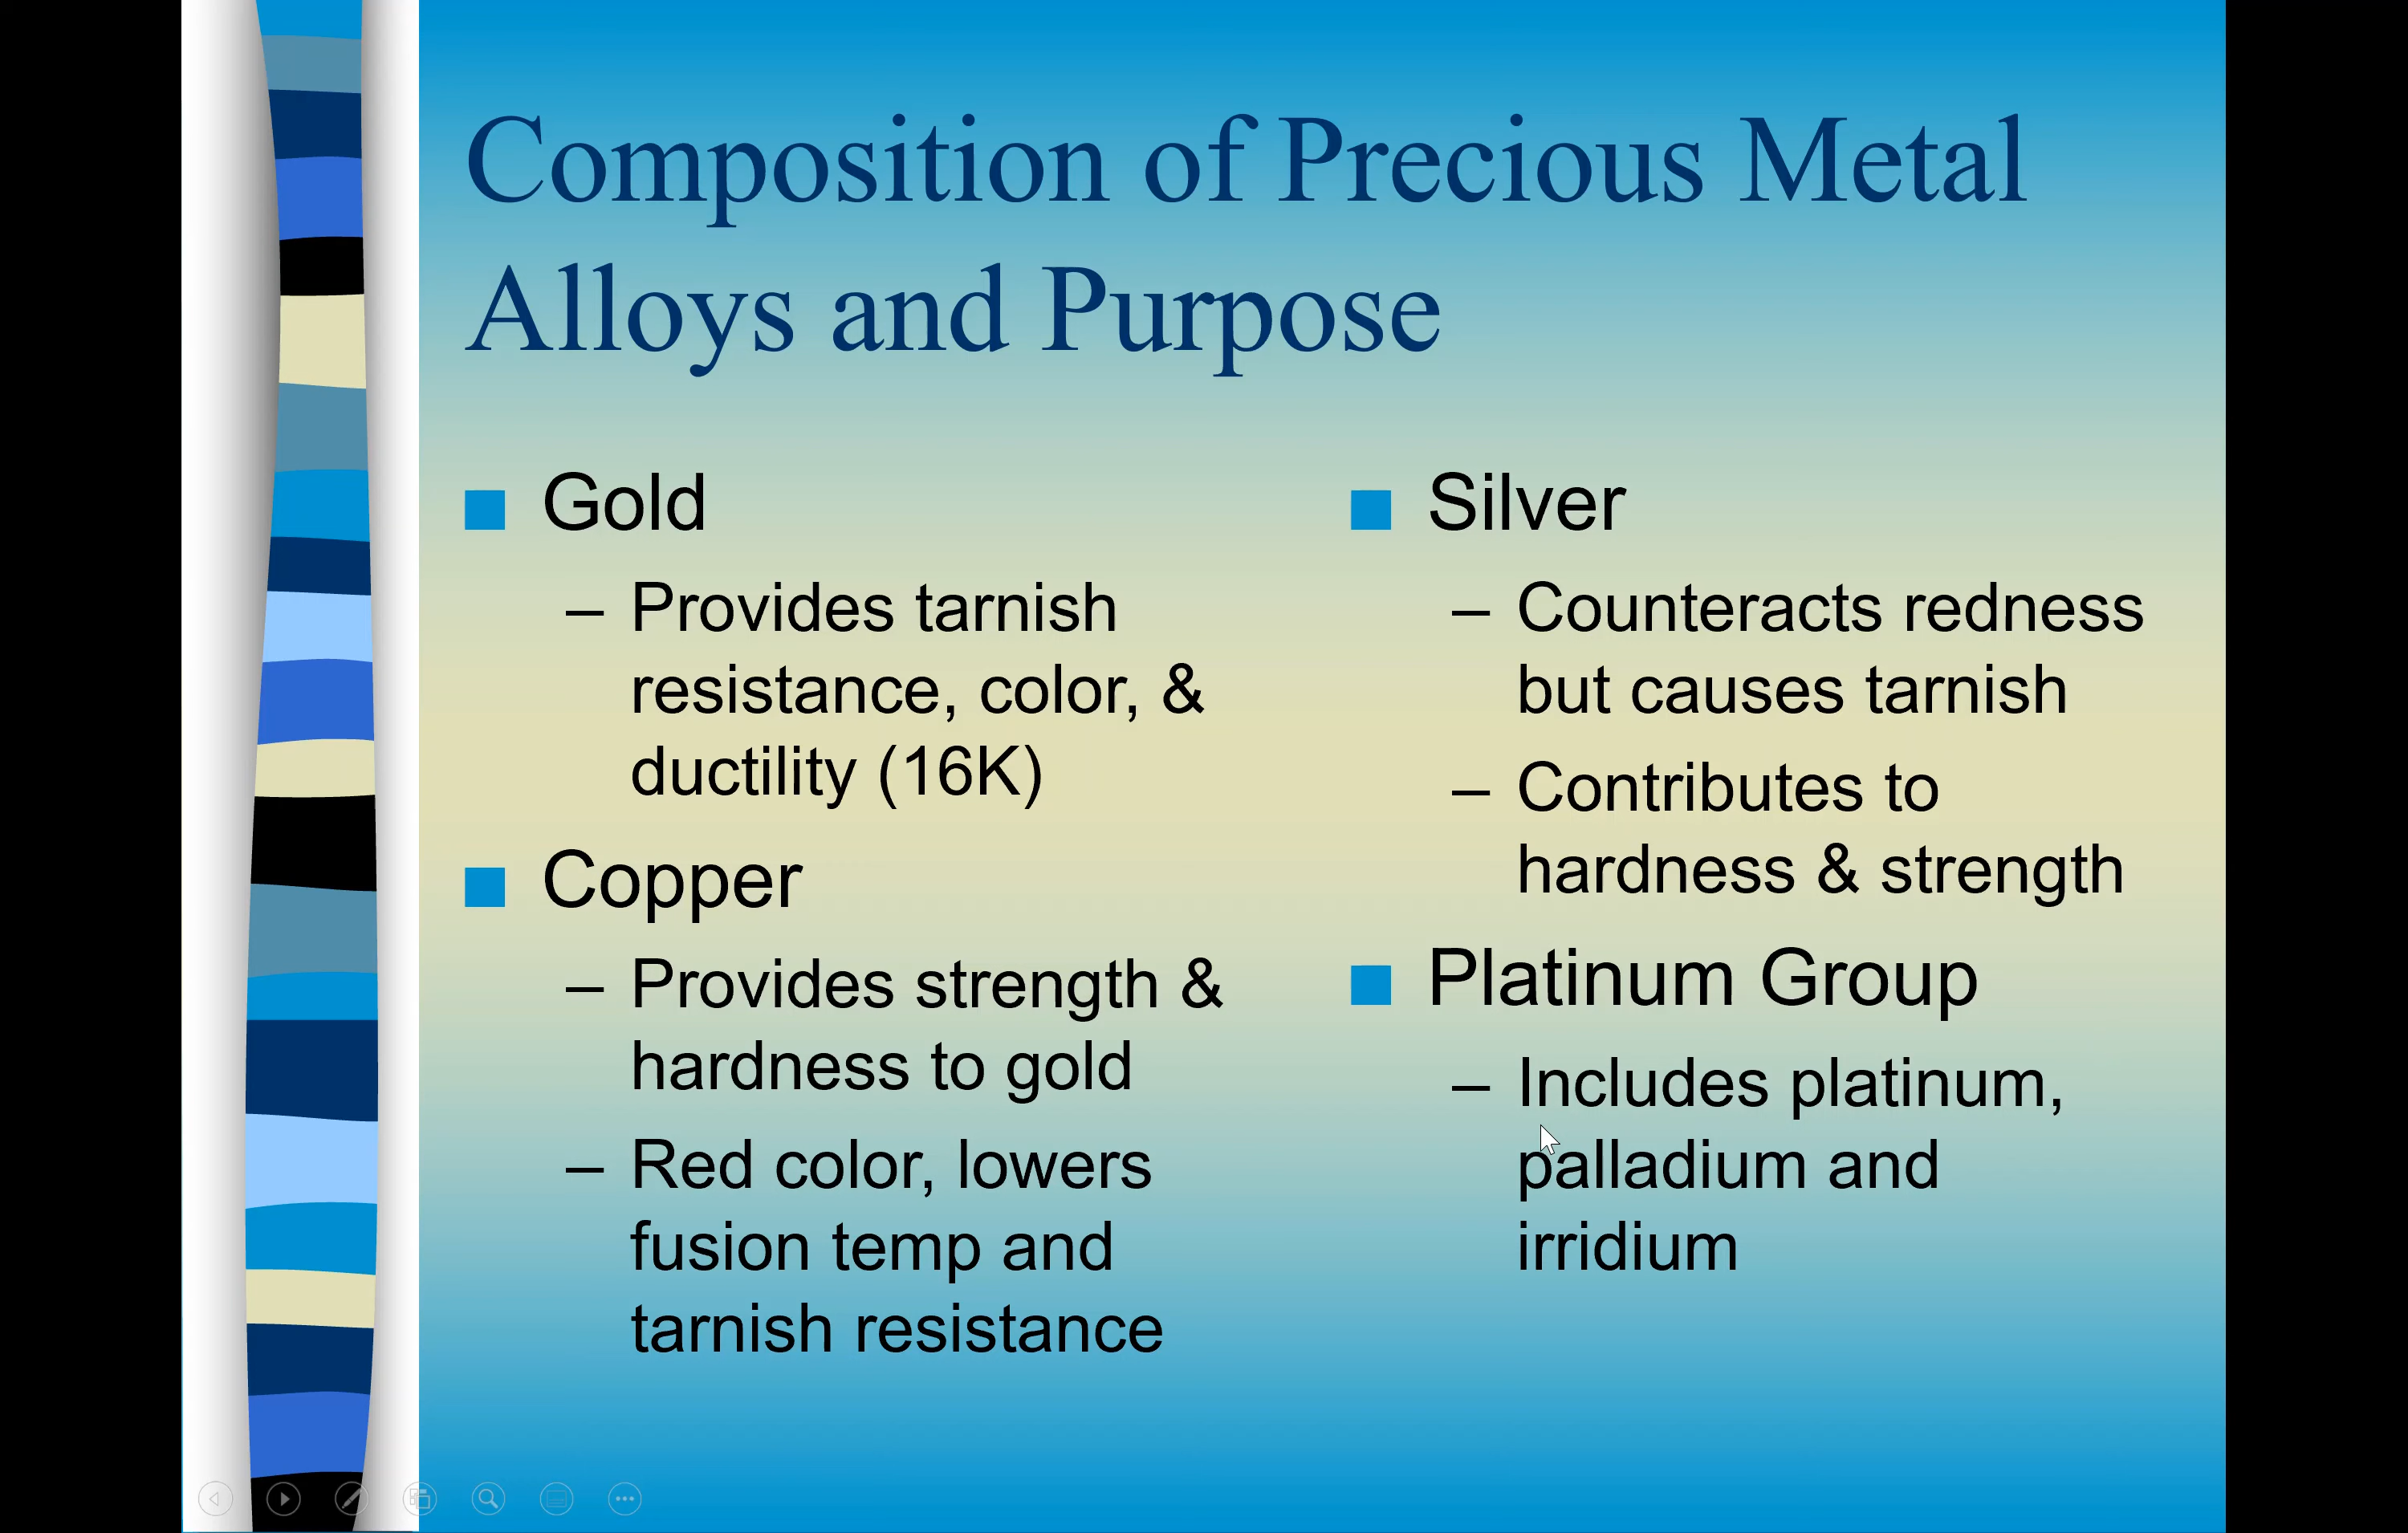 Composition of Precious Metal
Alloys and Purpose
Gold
– Provides tarnish
resistance, color, &
ductility (16K)
Copper
– Provides strength &
hardness to gold
– Red color, lowers
fusion temp and
tarnish resistance
Silver
– Counteracts redness
but causes tarnish
– Contributes to
hardness & strength
Platinum Group
– Includes platinum,
palladium and
irridium